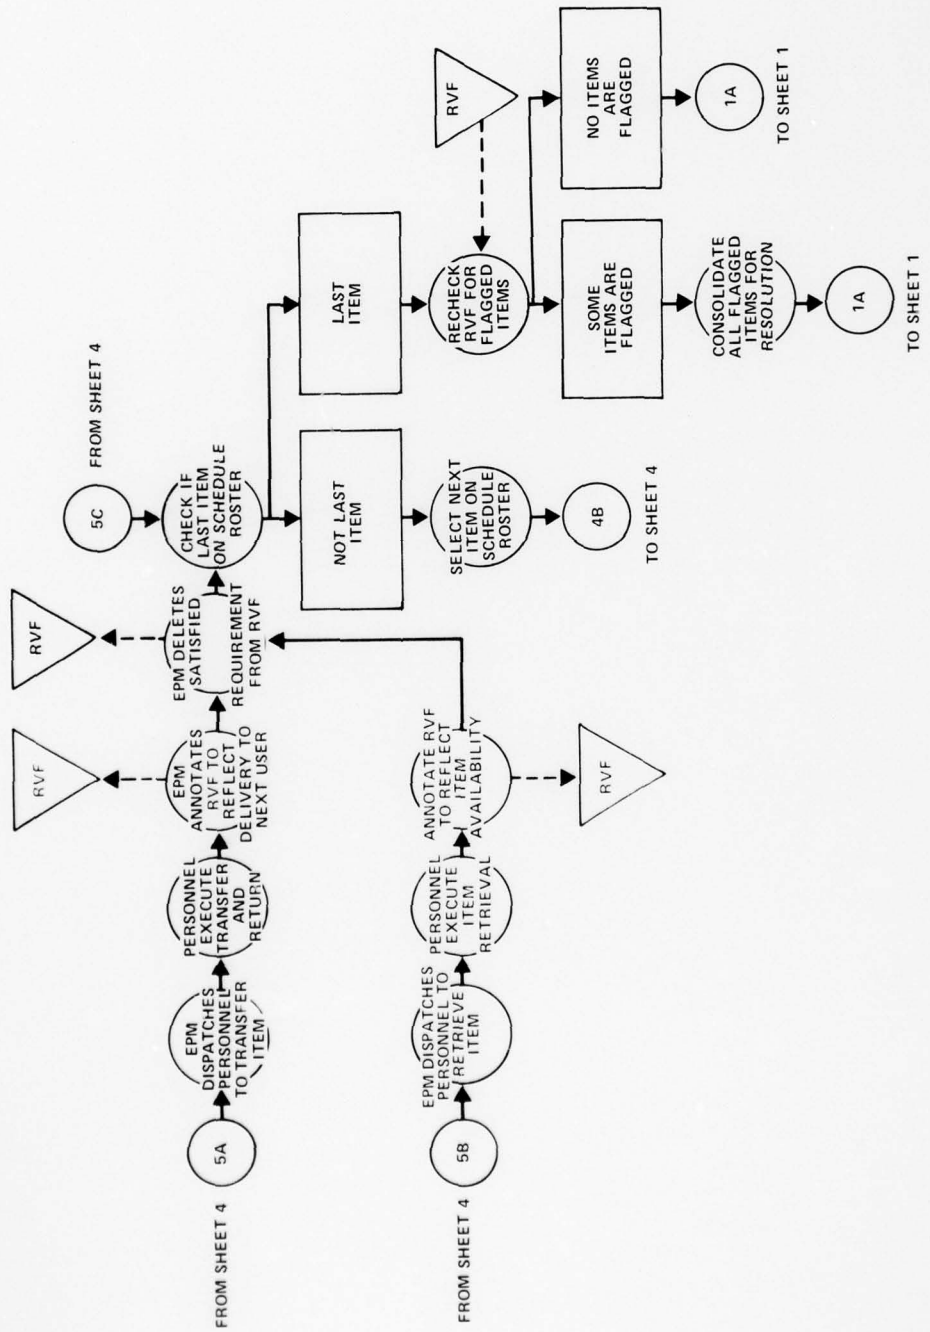 RVF
RVF
5C
FROM SHEET 4
FROM SHEET 4
5A
EPM
DISPATCHES
PERSONNEL
TO TRANSFER
ITEM
PERSONNEL
EXECUTE
TRANSFER
AND
RETURN
EPM
ANNOTATES
RVF TO
REFLECT
DELIVERY TO
NEXT USER
EPM DELETES
SATISFIED
REQUIREMENT
FROM RVF
CHECK IF
LAST ITEM
ON SCHEDULE
ROSTER
NOT LAST
ITEM
LAST
ITEM
FROM SHEET 4
5B
EPM DISPATCHES
PERSONNEL TO
RETRIEVE
ITEM
PERSONNEL
EXECUTE
ITEM
RETRIEVAL
ANNOTATE RVF
TO REFLECT
ITEM
AVAILABILITY
SELECT NEXT
ITEM ON
SCHEDULE
ROSTER
RECHECK
RVF FOR
FLAGGED
ITEMS
RVF
RVF
4B
TO SHEET 4
SOME
ITEMS ARE
FLAGGED
NO ITEMS
ARE
FLAGGED
CONSOLIDATE
ALL FLAGGED
ITEMS FOR
RESOLUTION
1A
TO SHEET 1
1A
TO SHEET 1